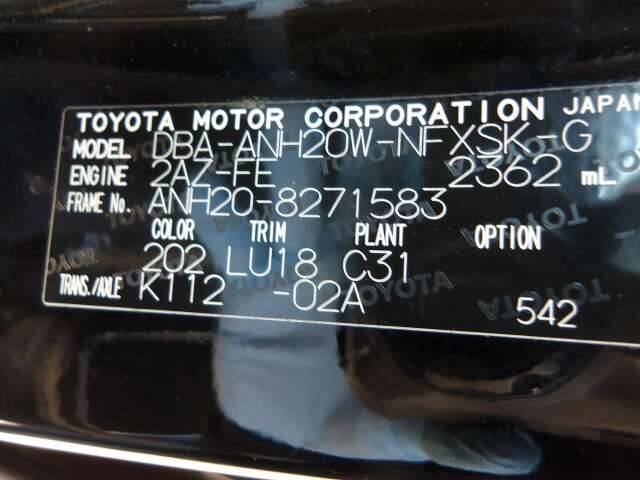 TOYOTA MOTOR CORPORATION JAPAN
MODEL DBA-ANH20W-NFXSK-G
ENGINE 2AZ-FE 2362 mL
FRAME No. ANH20-8271583
COLOR TRIM PLANT OPTION
202 LU18 C31
TRANS./AXLE K112 -02A
542